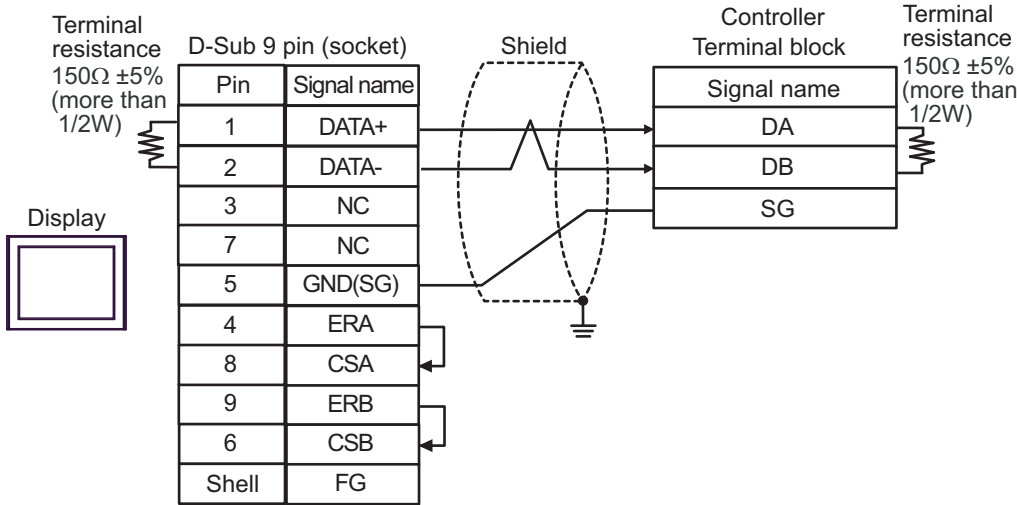 Terminal
resistance
150Ω ±5%
(more than
1/2W)
D-Sub 9 pin (socket)
Pin Signal name
1 DATA+
2 DATA-
3 NC
7 NC
5 GND(SG)
4 ERA
8 CSA
9 ERB
6 CSB
Shell FG
Display
Shield
Controller
Terminal block
Signal name
DA
DB
SG
Terminal
resistance
150Ω ±5%
(more than
1/2W)